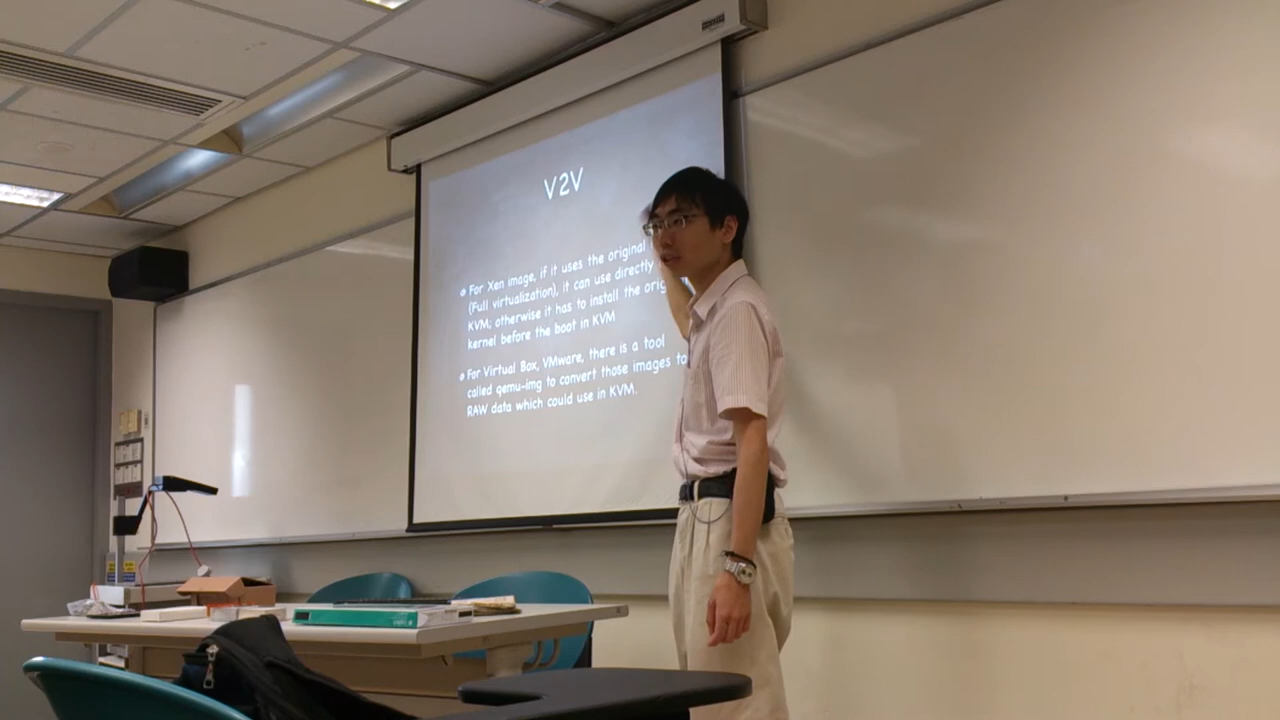 V2V
For Xen image, if it uses the original
(Full virtualization), it can use directly
KVM; otherwise it has to install the orig
kernel before the boot in KVM
For Virtual Box, VMware, there is a tool
called qemu-img to convert those images to
RAW data which could use in KVM.